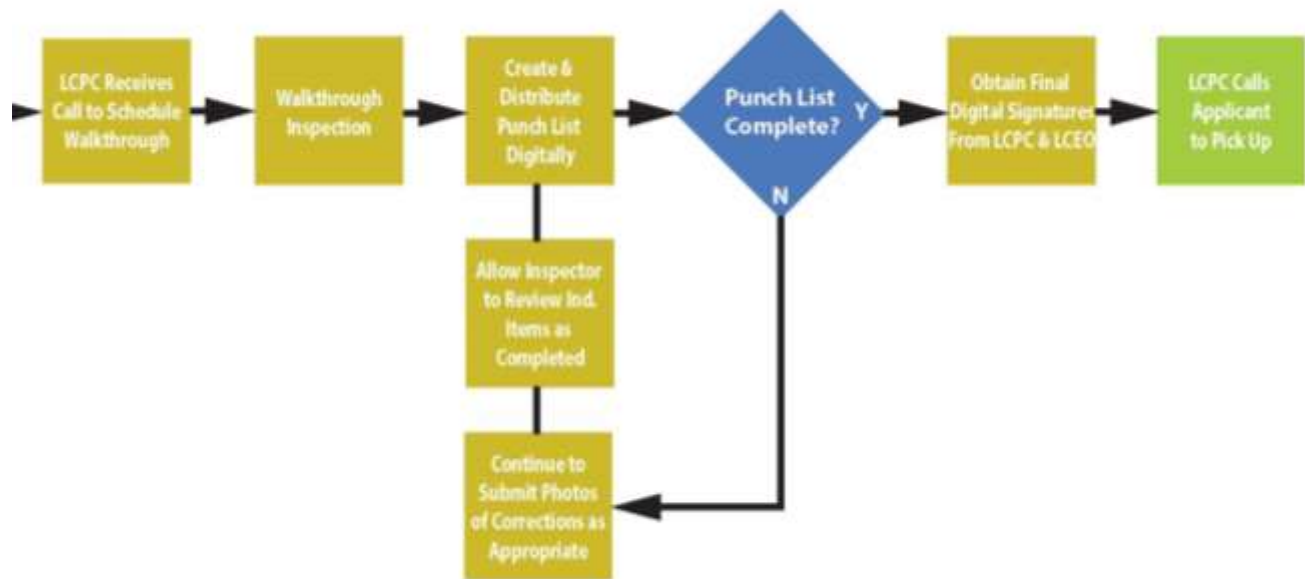 LCPC Receives
Call to Schedule
Walkthrough
Walkthrough
Inspection
Create &
Distribute
Punch List
Digitally
Punch List
Complete?
Y
N
Obtain Final
Digital Signatures
From LCPC & LCEO
LCPC Calls
Applicant
to Pick Up
Allow Inspector
to Review Ind.
Items as
Completed
Continue to
Submit Photos
of Corrections as
Appropriate